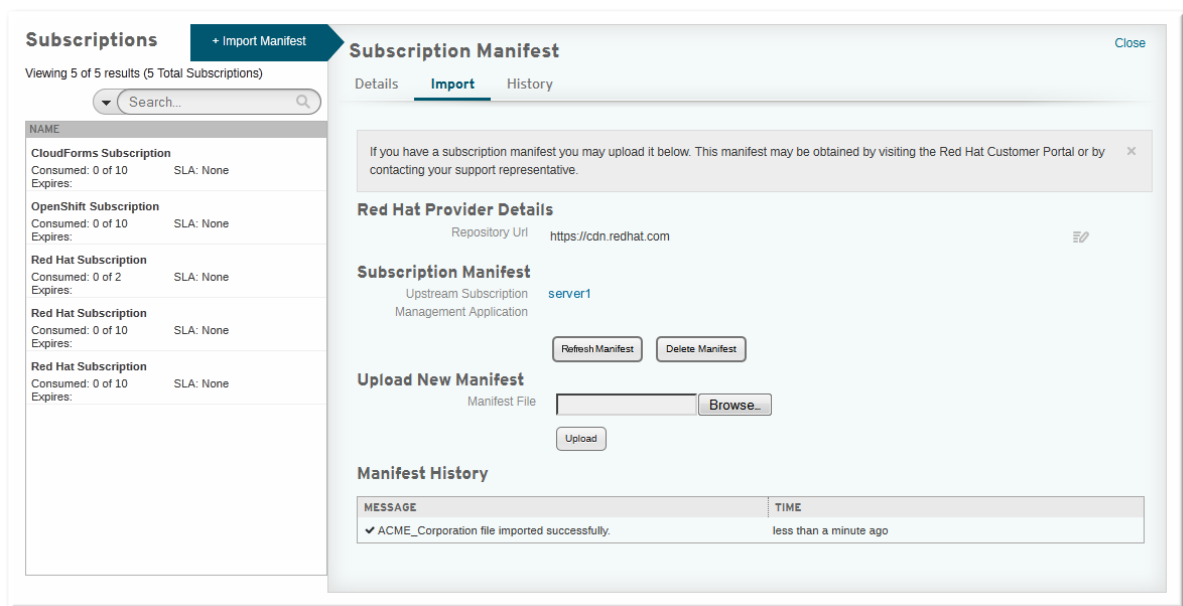 Subscriptions
+ Import Manifest
Viewing 5 of 5 results (5 Total Subscriptions)
Search...
NAME
CloudForms Subscription
Consumed: 0 of 10 SLA: None
Expires:
OpenShift Subscription
Consumed: 0 of 10 SLA: None
Expires:
Red Hat Subscription
Consumed: 0 of 2 SLA: None
Expires:
Red Hat Subscription
Consumed: 0 of 10 SLA: None
Expires:
Red Hat Subscription
Consumed: 0 of 10 SLA: None
Expires:
Subscription Manifest
Close
Details Import History
If you have a subscription manifest you may upload it below. This manifest may be obtained by visiting the Red Hat Customer Portal or by
contacting your support representative.
Red Hat Provider Details
Repository Url https://cdn.redhat.com
Subscription Manifest
Upstream Subscription server1
Management Application
Refresh Manifest Delete Manifest
Upload New Manifest
Manifest File Browse...
Upload
Manifest History
MESSAGE TIME
✔ ACME_Corporation file imported successfully. less than a minute ago